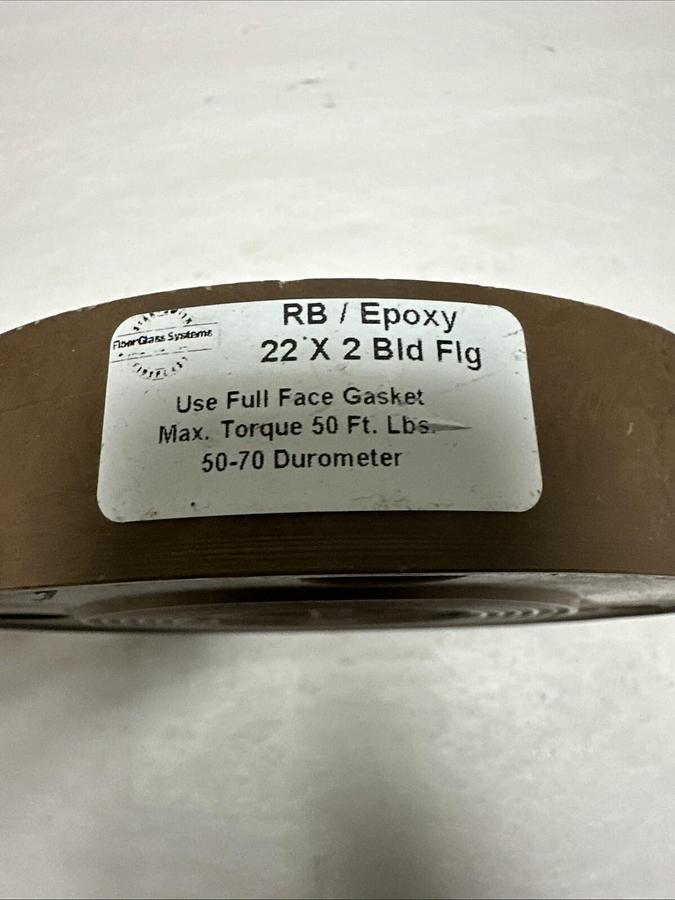 FiberGlass Systems
RB / Epoxy
22 X 2 Bld Flg
Use Full Face Gasket
Max. Torque 50 Ft. Lbs.
50-70 Durometer